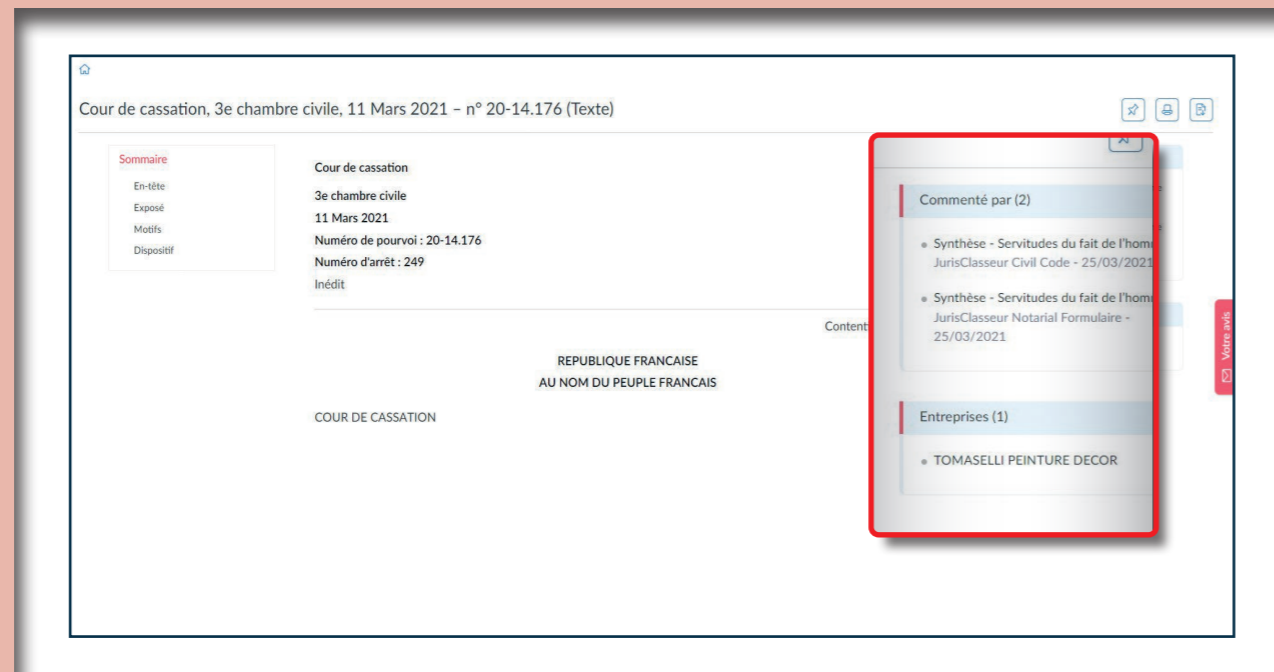 Cour de cassation, 3e chambre civile, 11 Mars 2021 – n° 20-14.176 (Texte)
Sommaire
En-tête
Exposé
Motifs
Dispositif
Cour de cassation
3e chambre civile
11 Mars 2021
Numéro de pourvoi : 20-14.176
Numéro d'arrêt : 249
Inédit
REPUBLIQUE FRANCAISE
AU NOM DU PEUPLE FRANCAIS
COUR DE CASSATION
Commenté par (2)
Synthèse - Servitudes du fait de
JurisClasseur Civil Code - 25/03/2021
Synthèse - Servitudes du fait de
JurisClasseur Notarial Formulaire -
25/03/2021
Entreprises (1)
TOMASELLI PEINTURE DECOR
Votre avis